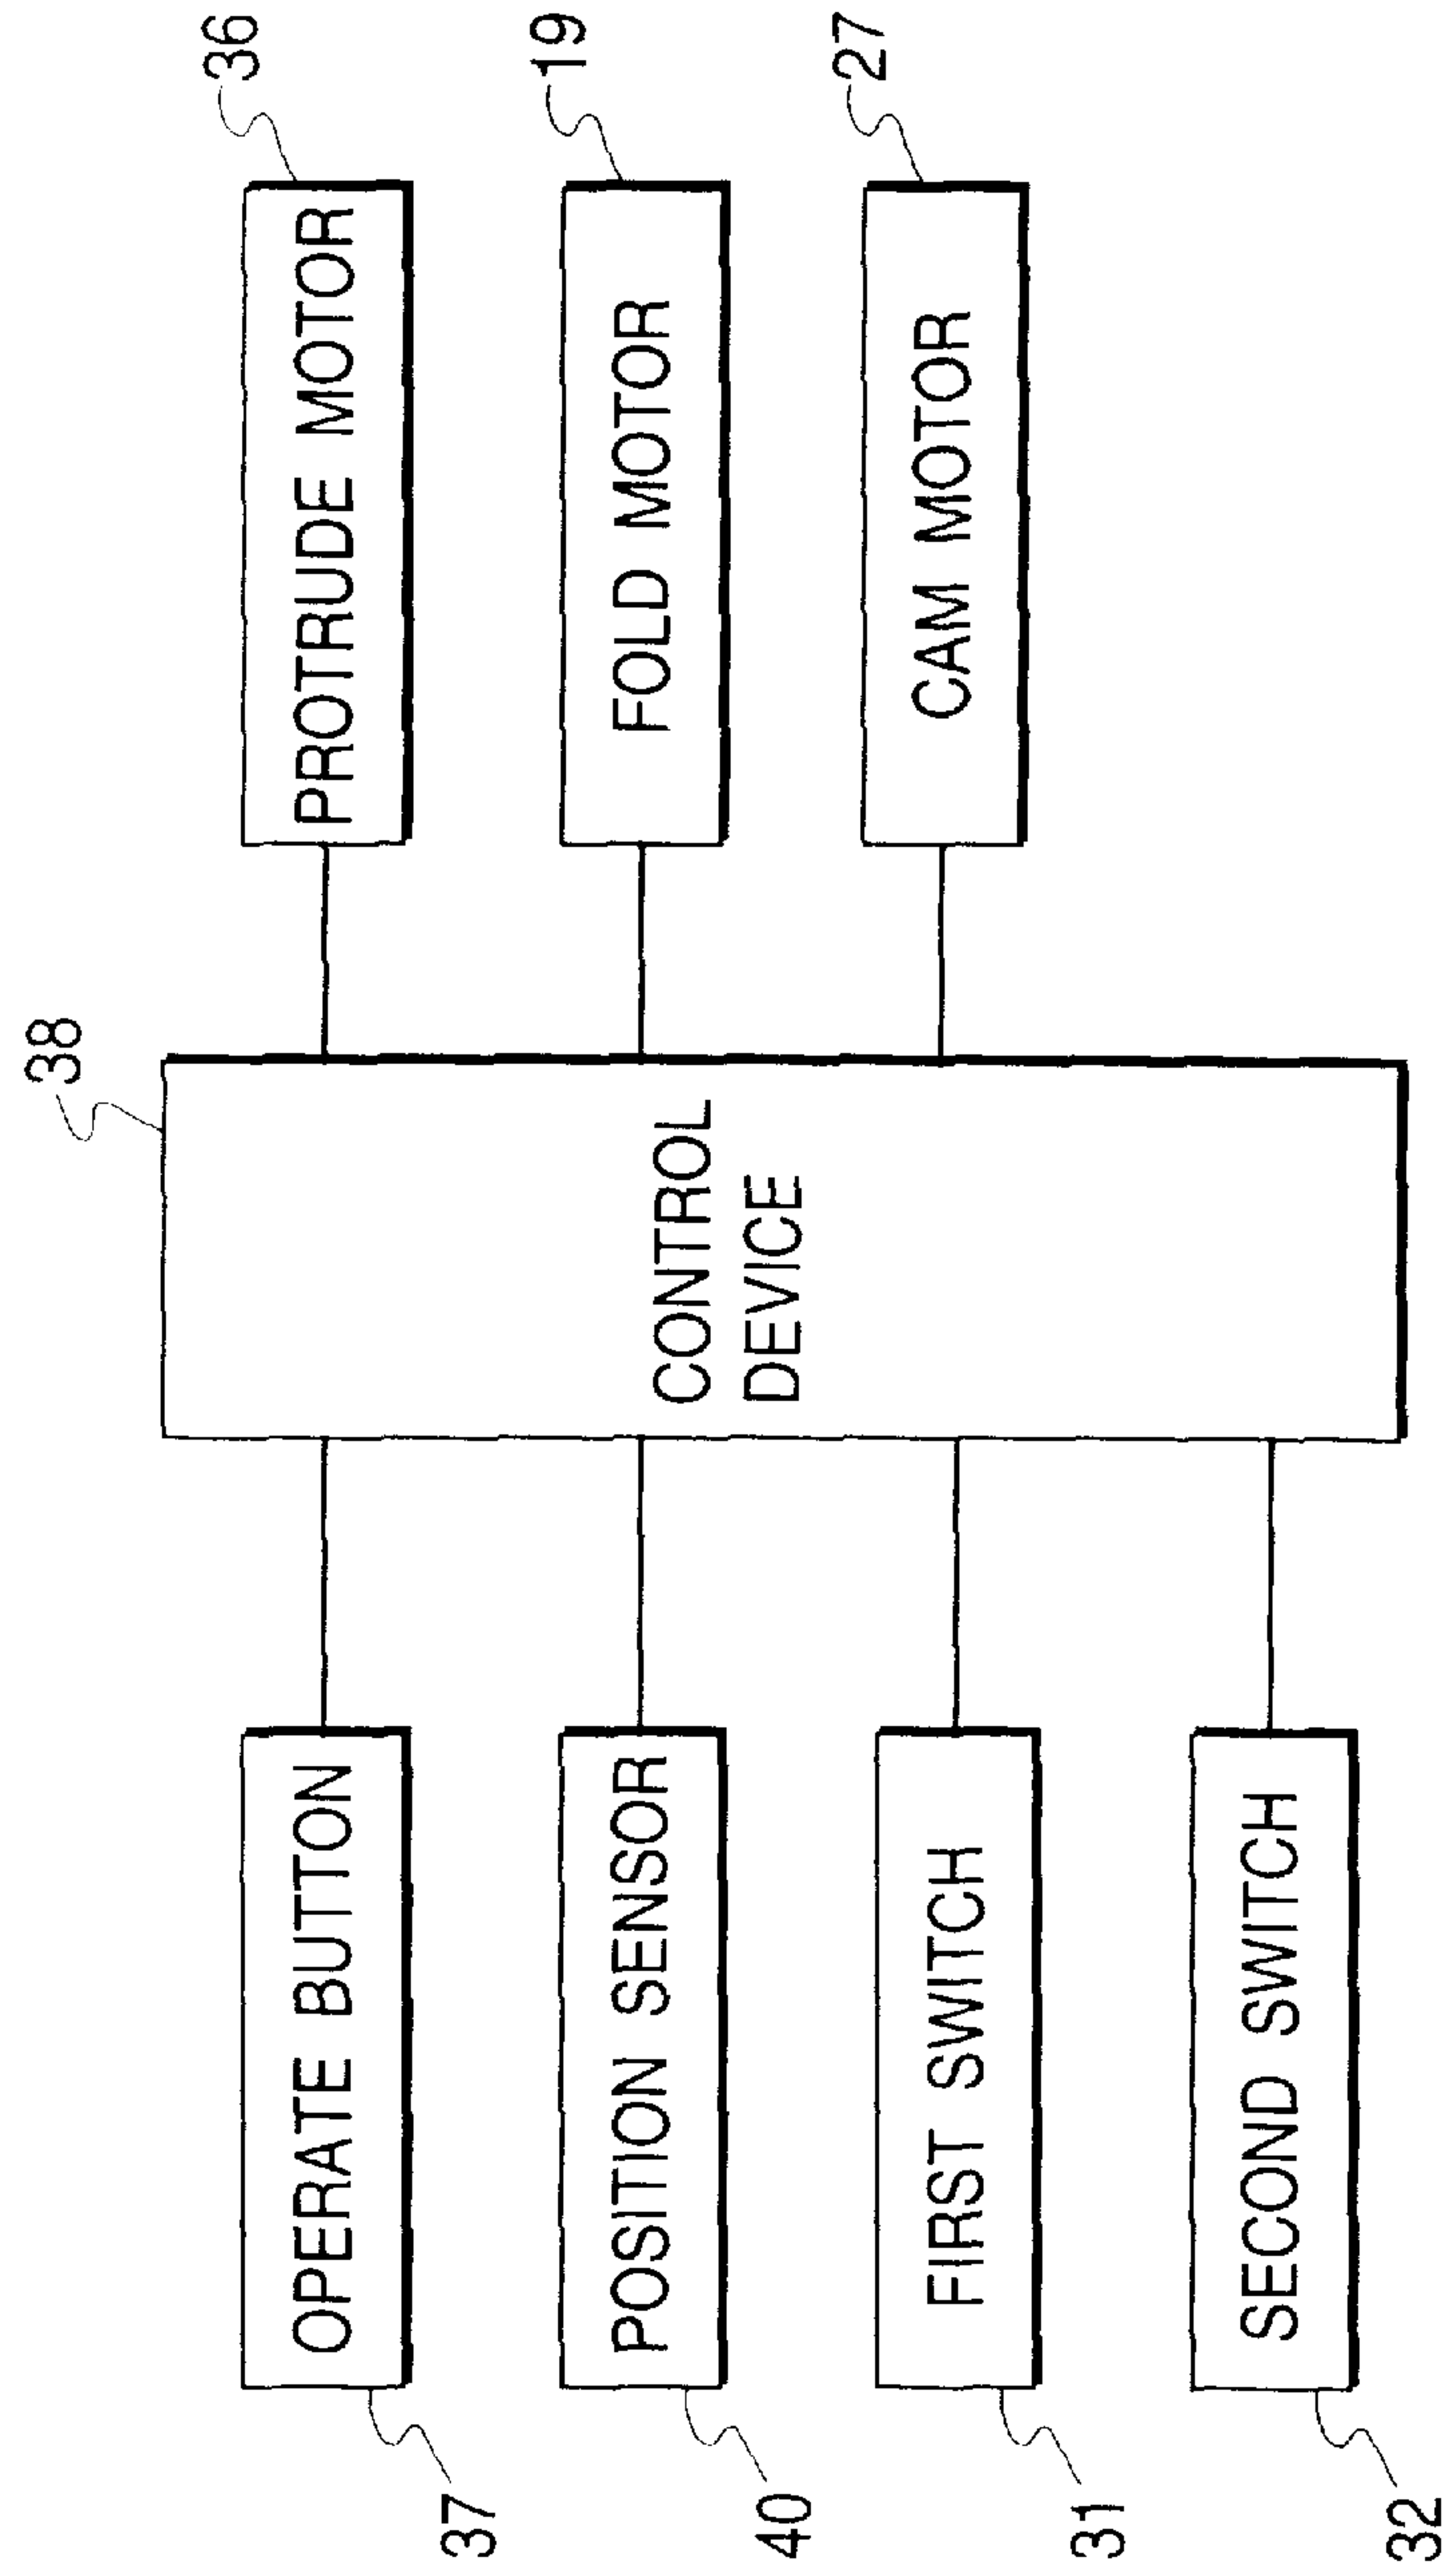 38
OPERATE BUTTON
37
POSITION SENSOR
40
FIRST SWITCH
31
SECOND SWITCH
32
CONTROL
DEVICE
PROTRUDE MOTOR
36
FOLD MOTOR
19
CAM MOTOR
27